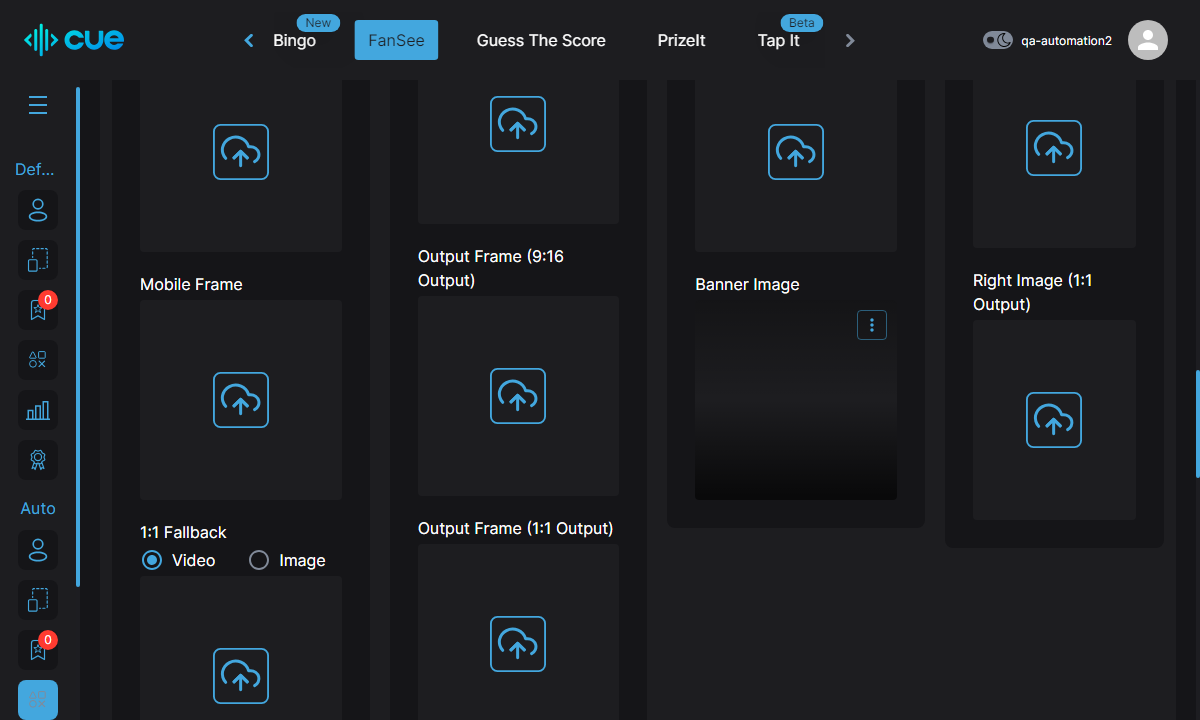 cue
Bingo
New
FanSee
Guess The Score
PrizeIt
Tap It
Beta
qa-automation2
Def...
0
Auto
0
Mobile Frame
1:1 Fallback
Video
Image
Output Frame (9:16
Output)
Output Frame (1:1 Output)
Banner Image
Right Image (1:1
Output)